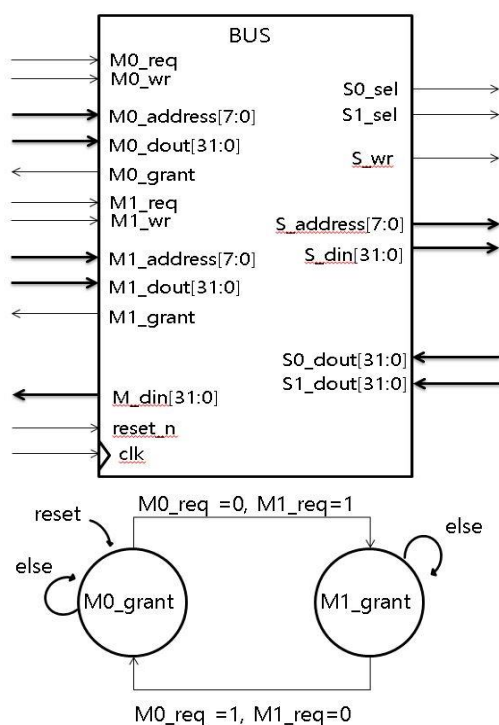 BUS
M0_req
M0_wr
M0_address[7:0]
M0_dout[31:0]
M0_grant
M1_req
M1_wr
M1_address[7:0]
M1_dout[31:0]
M1_grant
M_din[31:0]
reset_n
clk
S0_sel
S1_sel
S_wr
S_address[7:0]
S_din[31:0]
S0_dout[31:0]
S1_dout[31:0]
M0_req =0, M1_req=1
reset
else
else
M0_grant
M1_grant
M0_req =1, M1_req=0